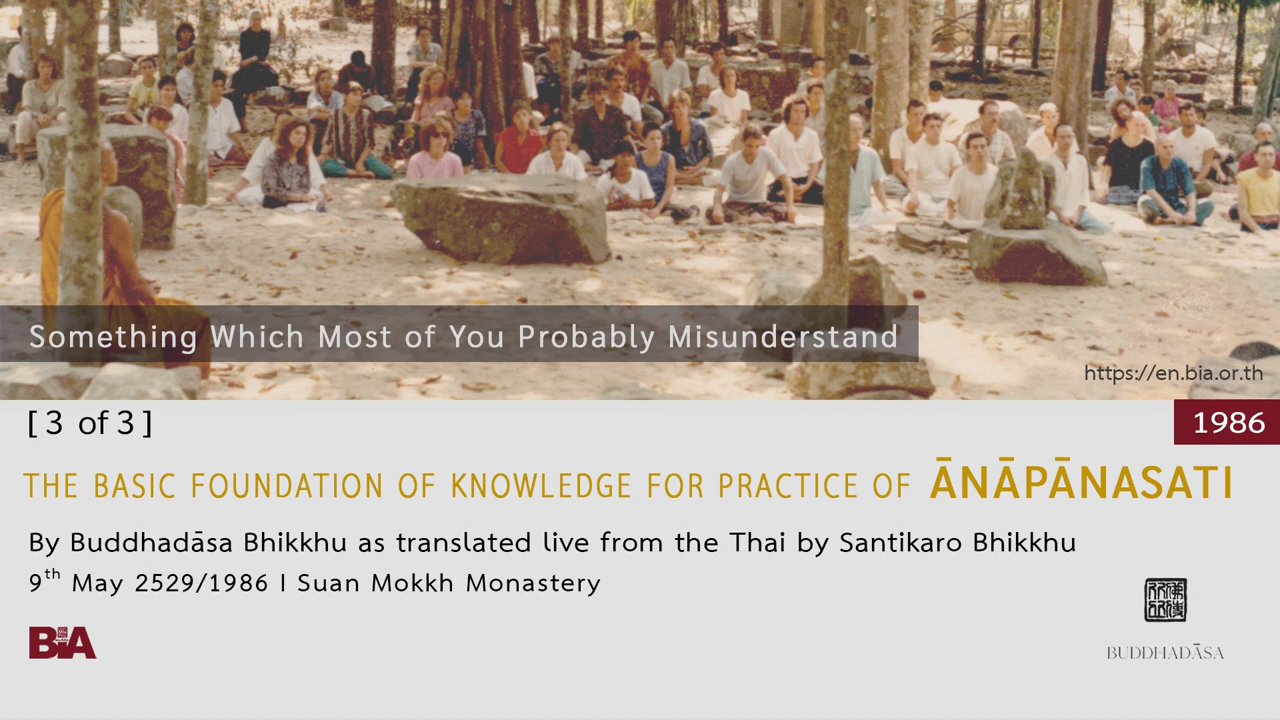 Something Which Most of You Probably Misunderstand
https://en.bia.or.th
[ 3 of 3 ]
1986
THE BASIC FOUNDATION OF KNOWLEDGE FOR PRACTICE OF ĀNĀPĀNASATI
By Buddhadāsa Bhikkhu as translated live from the Thai by Santikaro Bhikkhu
9th May 2529/1986 I Suan Mokkh Monastery
BIA
BUDDHADĀSA